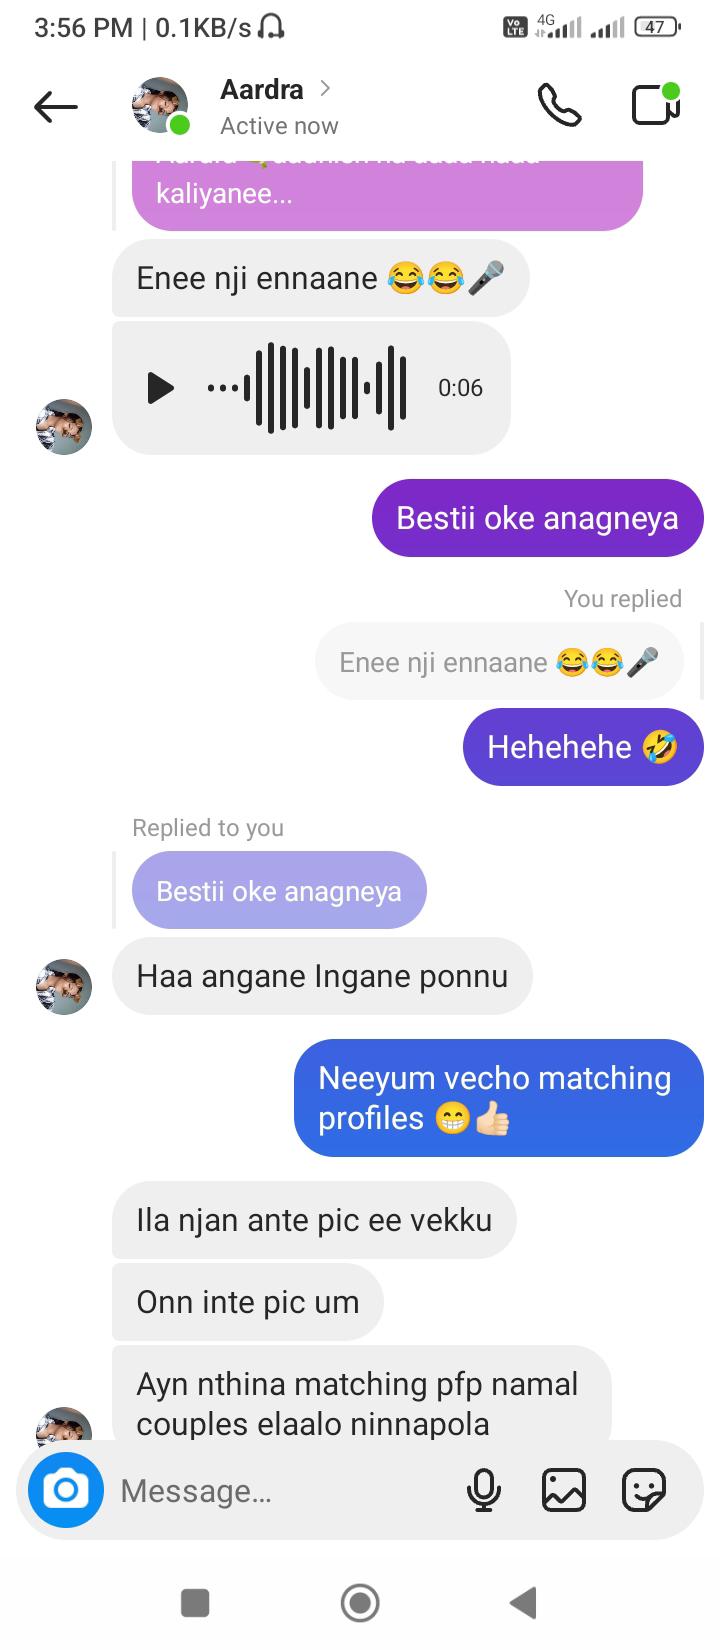 3:56 PM | 0.1KB/s
Vo LTE
4G
47
Aardra
Active now
kaliyanee...
Enee nji ennaane 😂😂🎤
0:06
Bestii oke anagneya
You replied
Enee nji ennaane 😂😂🎤
Hehehehe 🤣
Replied to you
Bestii oke anagneya
Haa angane Ingane ponnu
Neeyum vecho matching
profiles 😁👍🏻
Ila njan ante pic ee vekku
Onn inte pic um
Ayn nthina matching pfp namal
couples elaalo ninnapola
Message...